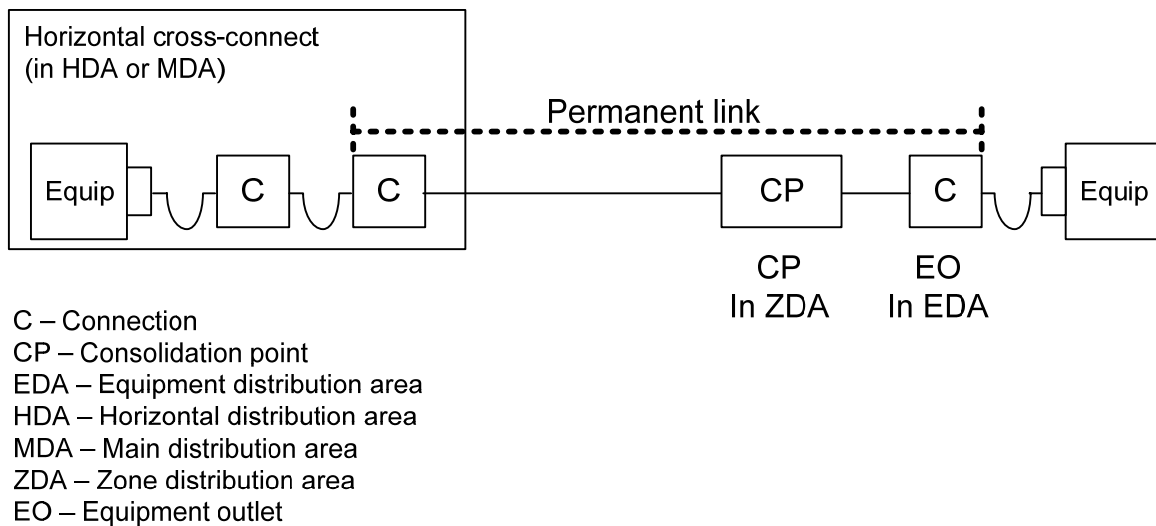 Horizontal cross-connect
(in HDA or MDA)
Permanent link
Equip
C
C
CP
C
Equip
CP
In ZDA
EO
In EDA
C – Connection
CP – Consolidation point
EDA – Equipment distribution area
HDA – Horizontal distribution area
MDA – Main distribution area
ZDA – Zone distribution area
EO – Equipment outlet